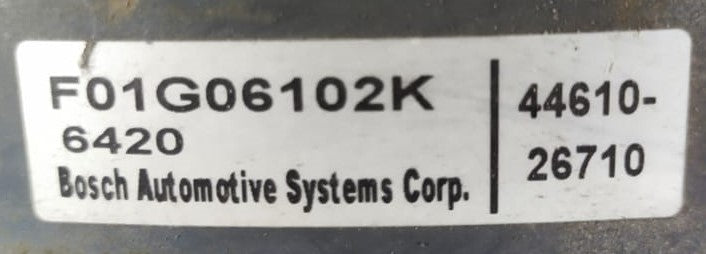 F01G06102K
6420
Bosch Automotive Systems Corp.
44610-
26710